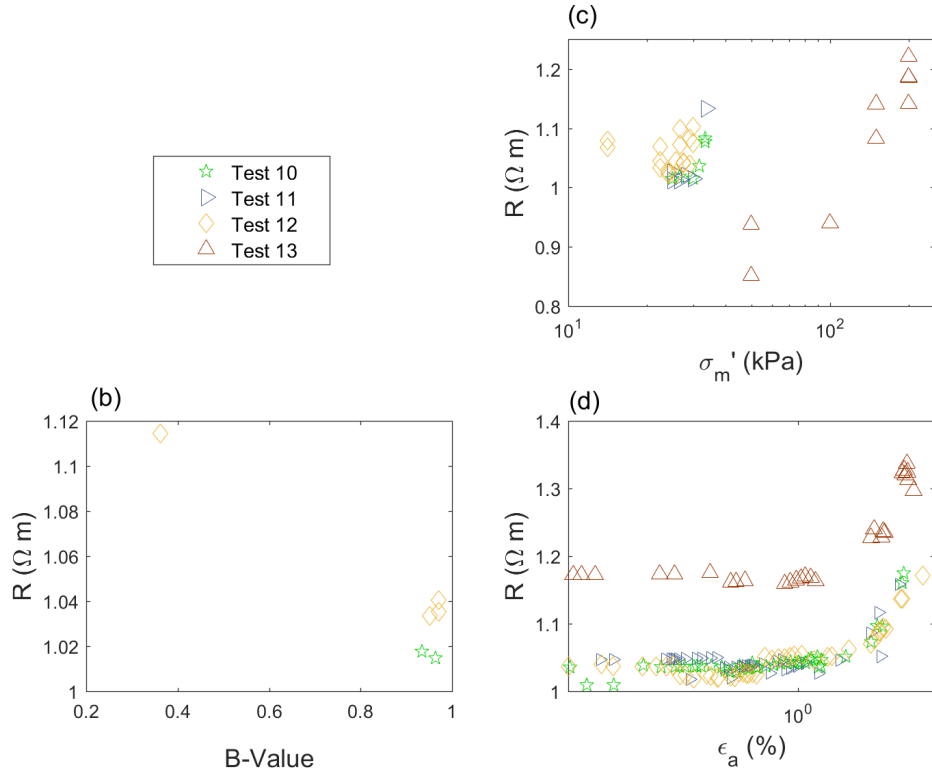 (c)
1.2
1.1
1
0.9
0.8
R (Ω m)
10¹
10²
σₘ' (kPa)
Test 10
Test 11
Test 12
Test 13
(b)
1.12
1.1
1.08
1.06
1.04
1.02
1
R (Ω m)
0.2
0.4
0.6
0.8
1
B-Value
(d)
1.4
1.3
1.2
1.1
1
R (Ω m)
10⁰
ϵₐ (%)